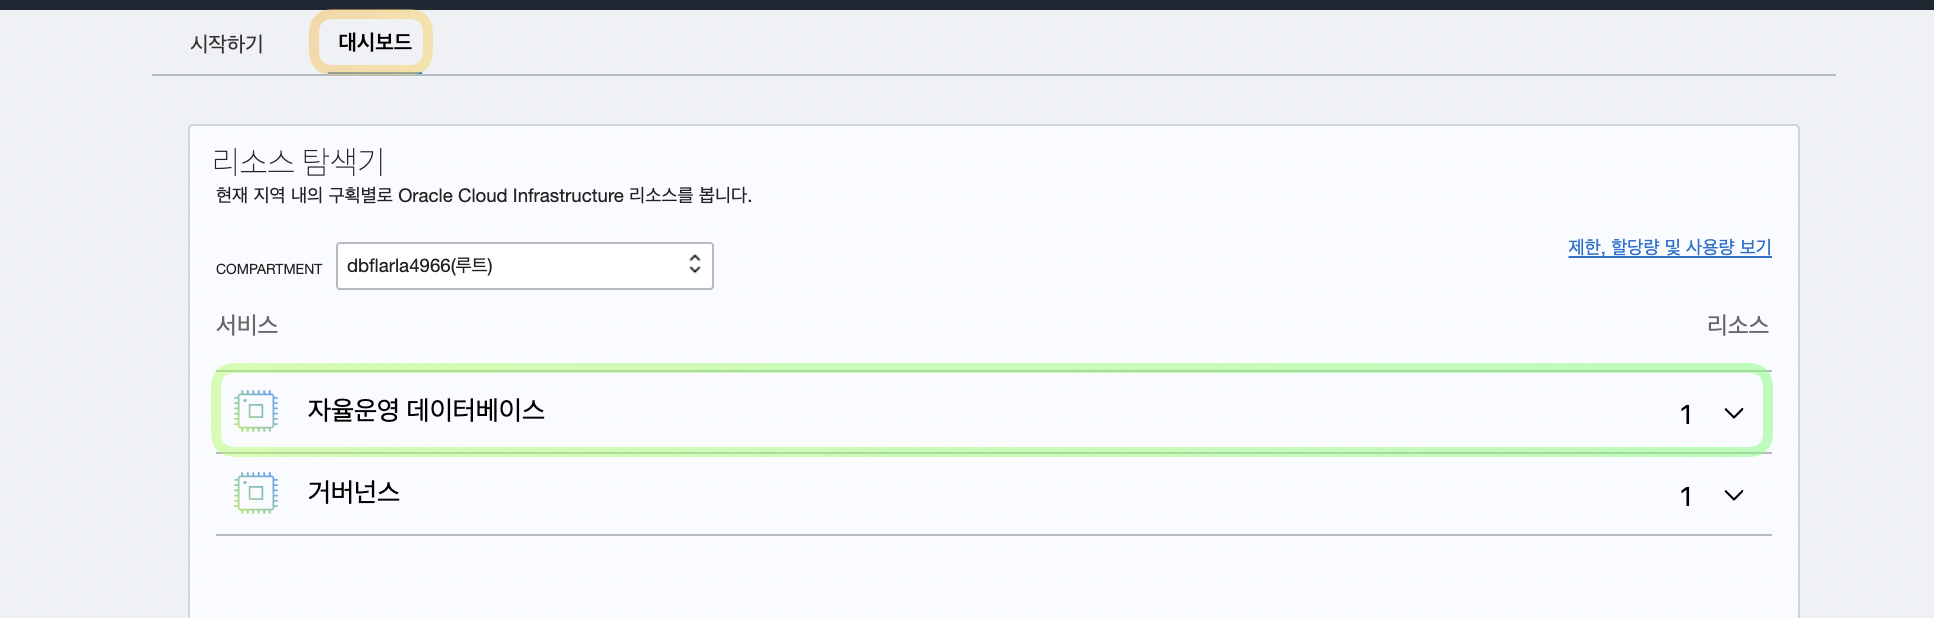 시작하기
대시보드
리소스 탐색기
현재 지역 내의 구획별로 Oracle Cloud Infrastructure 리소스를 봅니다.
제한, 할당량 및 사용량 보기
COMPARTMENT dbflarla4966(루트)
서비스 리소스
자율운영 데이터베이스 1
거버넌스 1